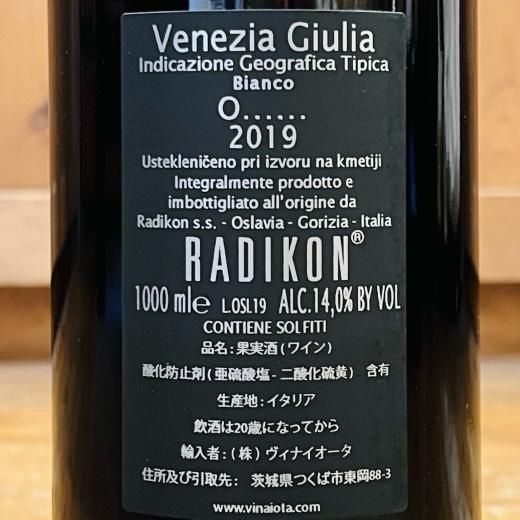 Venezia Giulia
Indicazione Geografica Tipica
Bianco
O......
2019
Ustekleničeno pri izvoru na kmetiji
Integralmente prodotto e
imbottigliato all'origine da
Radikon s.s. - Oslavia - Gorizia - Italia
RADIKON®
1000 ml℮ L.OSL19 ALC.14,0% BY VOL
CONTIENE SOLFITI
品名:果実酒(ワイン)
酸化防止剤(亜硫酸塩-二酸化硫黄) 含有
生産地:イタリア
飲酒は20歳になってから
輸入者:(株)ヴィナイオータ
住所及び引取先: 茨城県つくば市東岡88-3
www.vinaiota.com